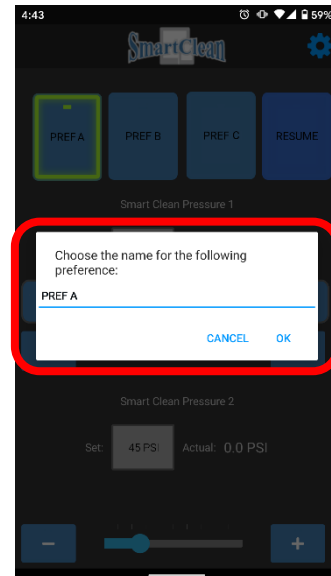 4:43 59%
SmartClean
PREF A PREF B PREF C RESUME
Smart Clean Pressure 1
Choose the name for the following
preference:
PREF A
CANCEL OK
Smart Clean Pressure 2
Set: 45 PSI Actual: 0.0 PSI
− +